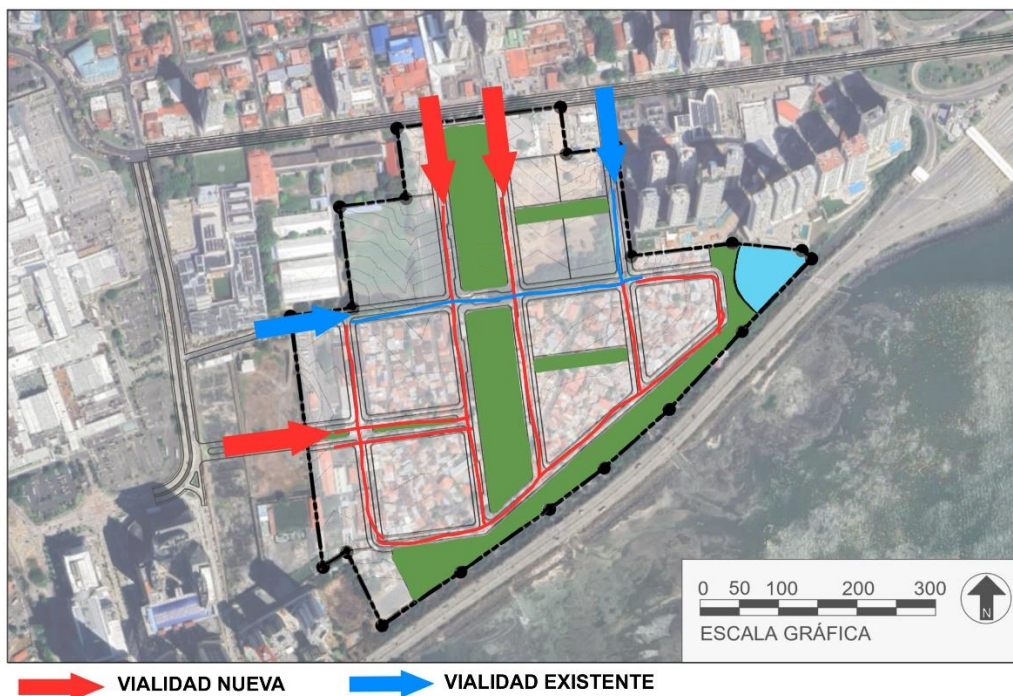 0 50 100 200 300
ESCALA GRÁFICA
N
VIALIDAD NUEVA
VIALIDAD EXISTENTE